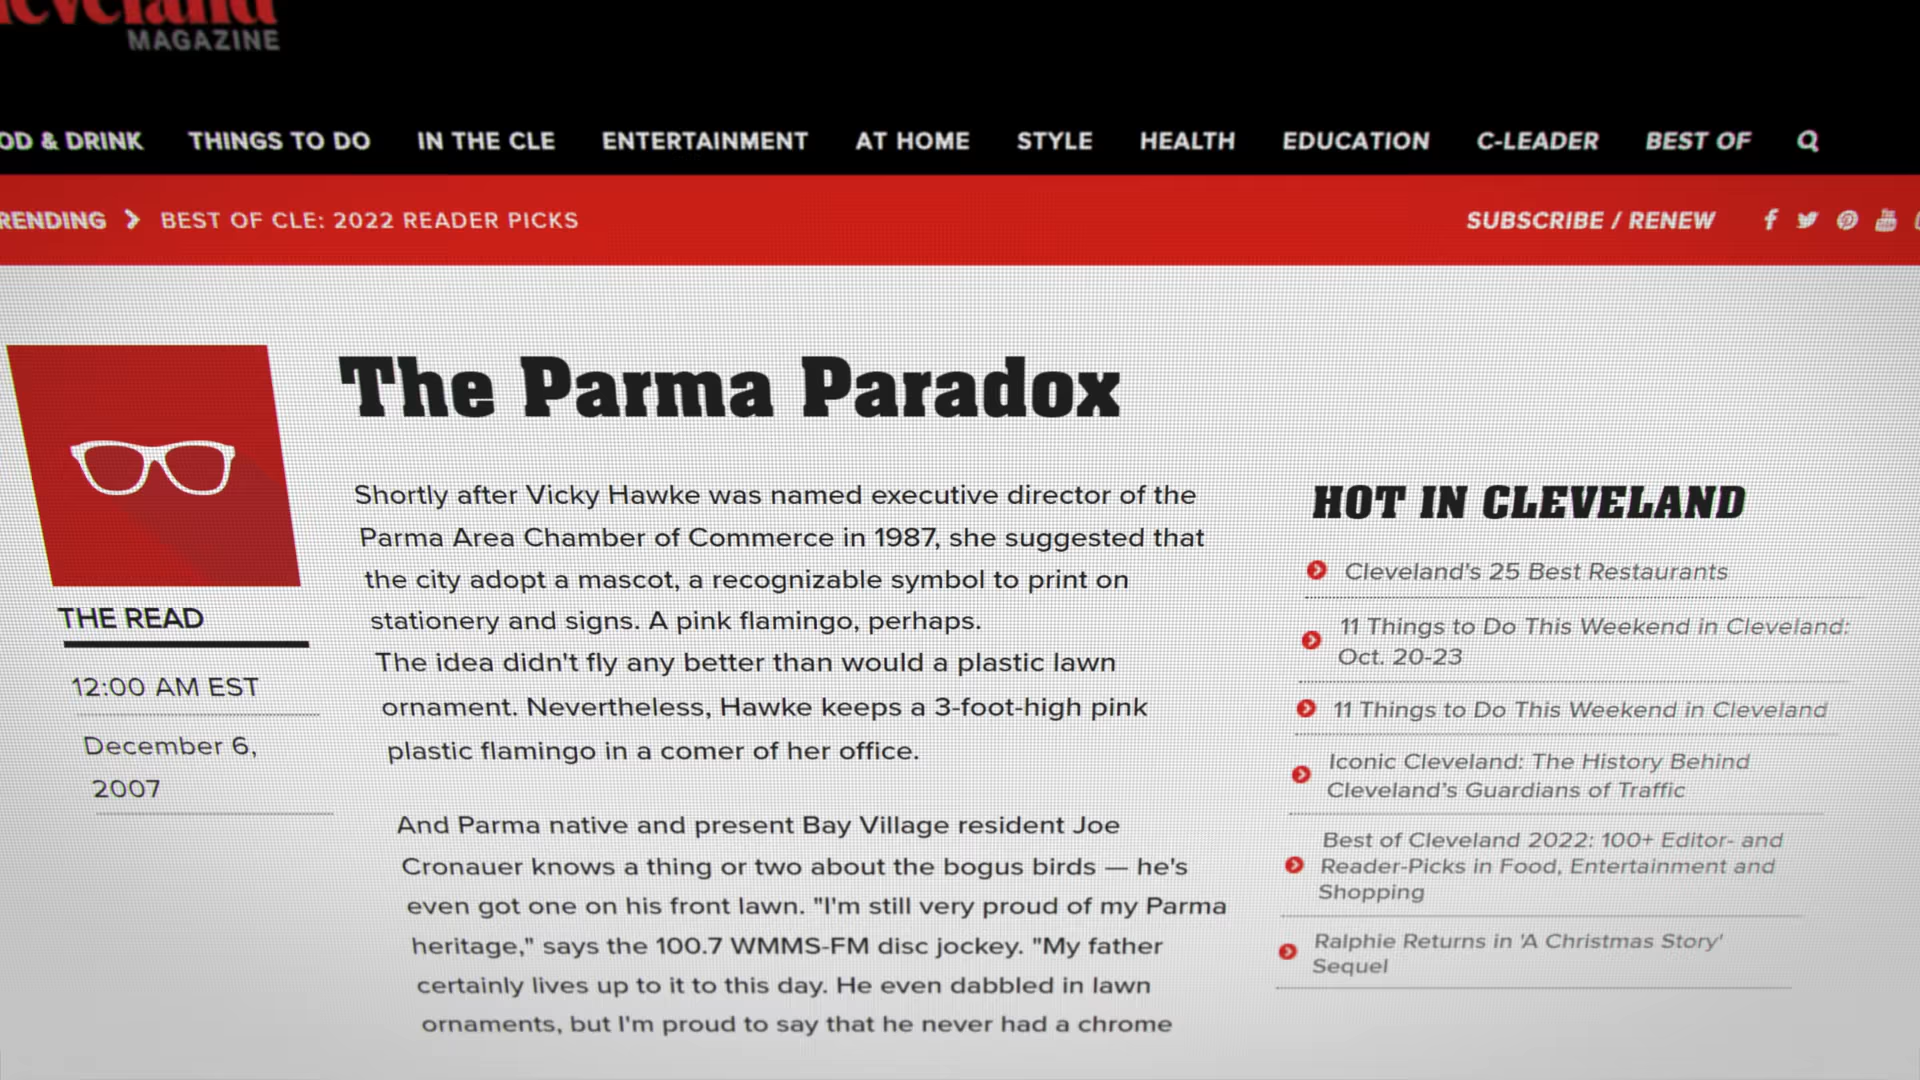 MAGAZINE
& DRINK THINGS TO DO IN THE CLE ENTERTAINMENT AT HOME STYLE HEALTH EDUCATION C-LEADER BEST OF
BEST OF CLE: 2022 READER PICKS
SUBSCRIBE / RENEW
The Parma Paradox
THE READ
12:00 AM EST
December 6,
2007
Shortly after Vicky Hawke was named executive director of the
Parma Area Chamber of Commerce in 1987, she suggested that
the city adopt a mascot, a recognizable symbol to print on
stationery and signs. A pink flamingo, perhaps.
The idea didn't fly any better than would a plastic lawn
ornament. Nevertheless, Hawke keeps a 3-foot-high pink
plastic flamingo in a comer of her office.
And Parma native and present Bay Village resident Joe
Cronauer knows a thing or two about the bogus birds — he's
even got one on his front lawn. "I'm still very proud of my Parma
heritage," says the 100.7 WMMS-FM disc jockey. "My father
certainly lives up to it to this day. He even dabbled in lawn
ornaments, but I'm proud to say that he never had a chrome
HOT IN CLEVELAND
Cleveland's 25 Best Restaurants
11 Things to Do This Weekend in Cleveland:
Oct. 20-23
11 Things to Do This Weekend in Cleveland
Iconic Cleveland: The History Behind
Cleveland's Guardians of Traffic
Best of Cleveland 2022: 100+ Editor- and
Reader-Picks in Food, Entertainment and
Shopping
Ralphie Returns in 'A Christmas Story'
Sequel